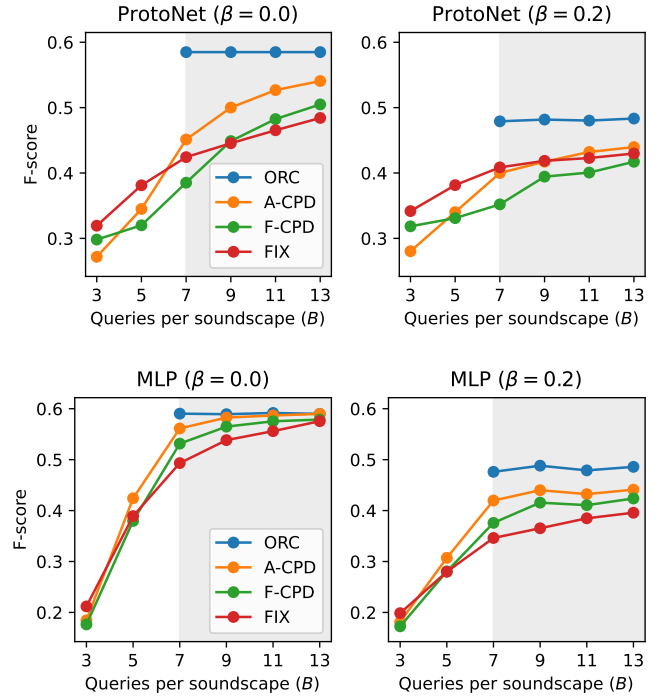 ProtoNet (β = 0.0)
F-score
0.6
0.5
0.4
0.3
3 5 7 9 11 13
Queries per soundscape (B)
ORC
A-CPD
F-CPD
FIX
ProtoNet (β = 0.2)
0.6
0.5
0.4
0.3
3 5 7 9 11 13
Queries per soundscape (B)
MLP (β = 0.0)
F-score
0.6
0.5
0.4
0.3
0.2
3 5 7 9 11 13
Queries per soundscape (B)
ORC
A-CPD
F-CPD
FIX
MLP (β = 0.2)
0.6
0.5
0.4
0.3
0.2
3 5 7 9 11 13
Queries per soundscape (B)